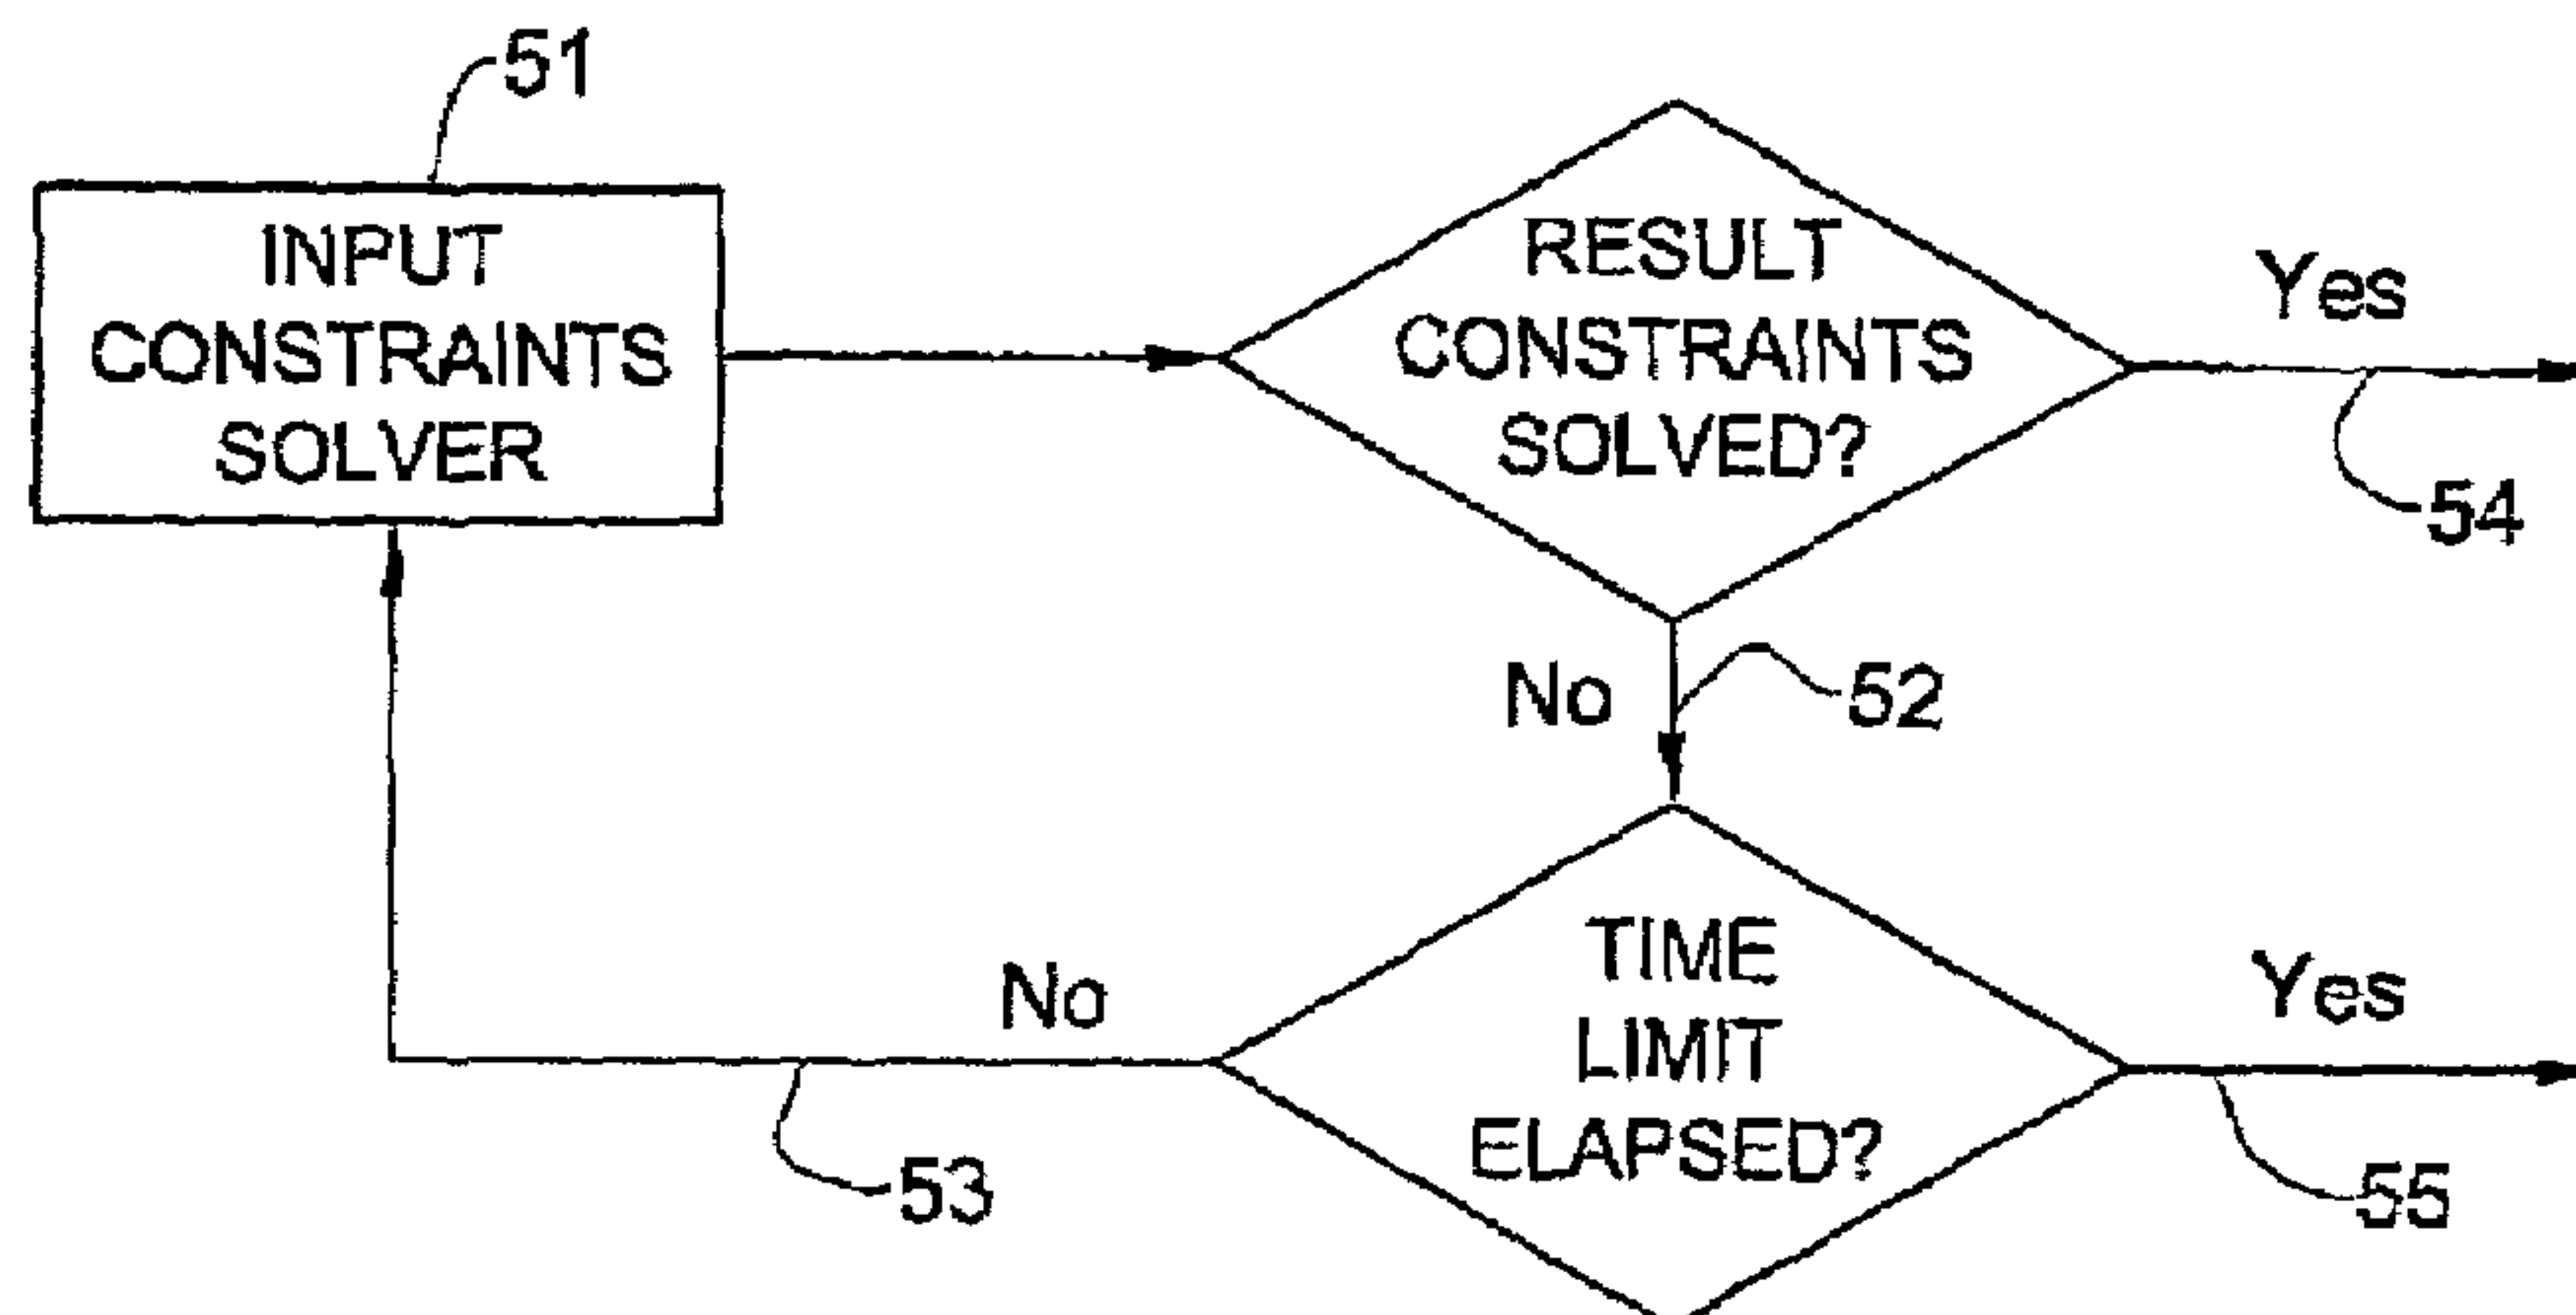 51
INPUT
CONSTRAINTS
SOLVER
RESULT
CONSTRAINTS
SOLVED?
Yes
54
No
52
TIME
LIMIT
ELAPSED?
No
53
Yes
55